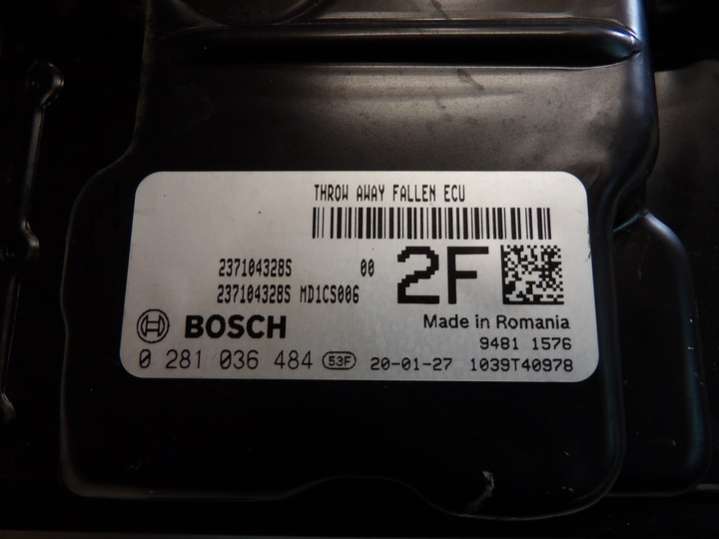 THROW AWAY FALLEN ECU
237104328S 00
237104328S MD1CS006
2F
BOSCH
Made in Romania
9481 1576
0 281 036 484 53F 20-01-27 1039T40978